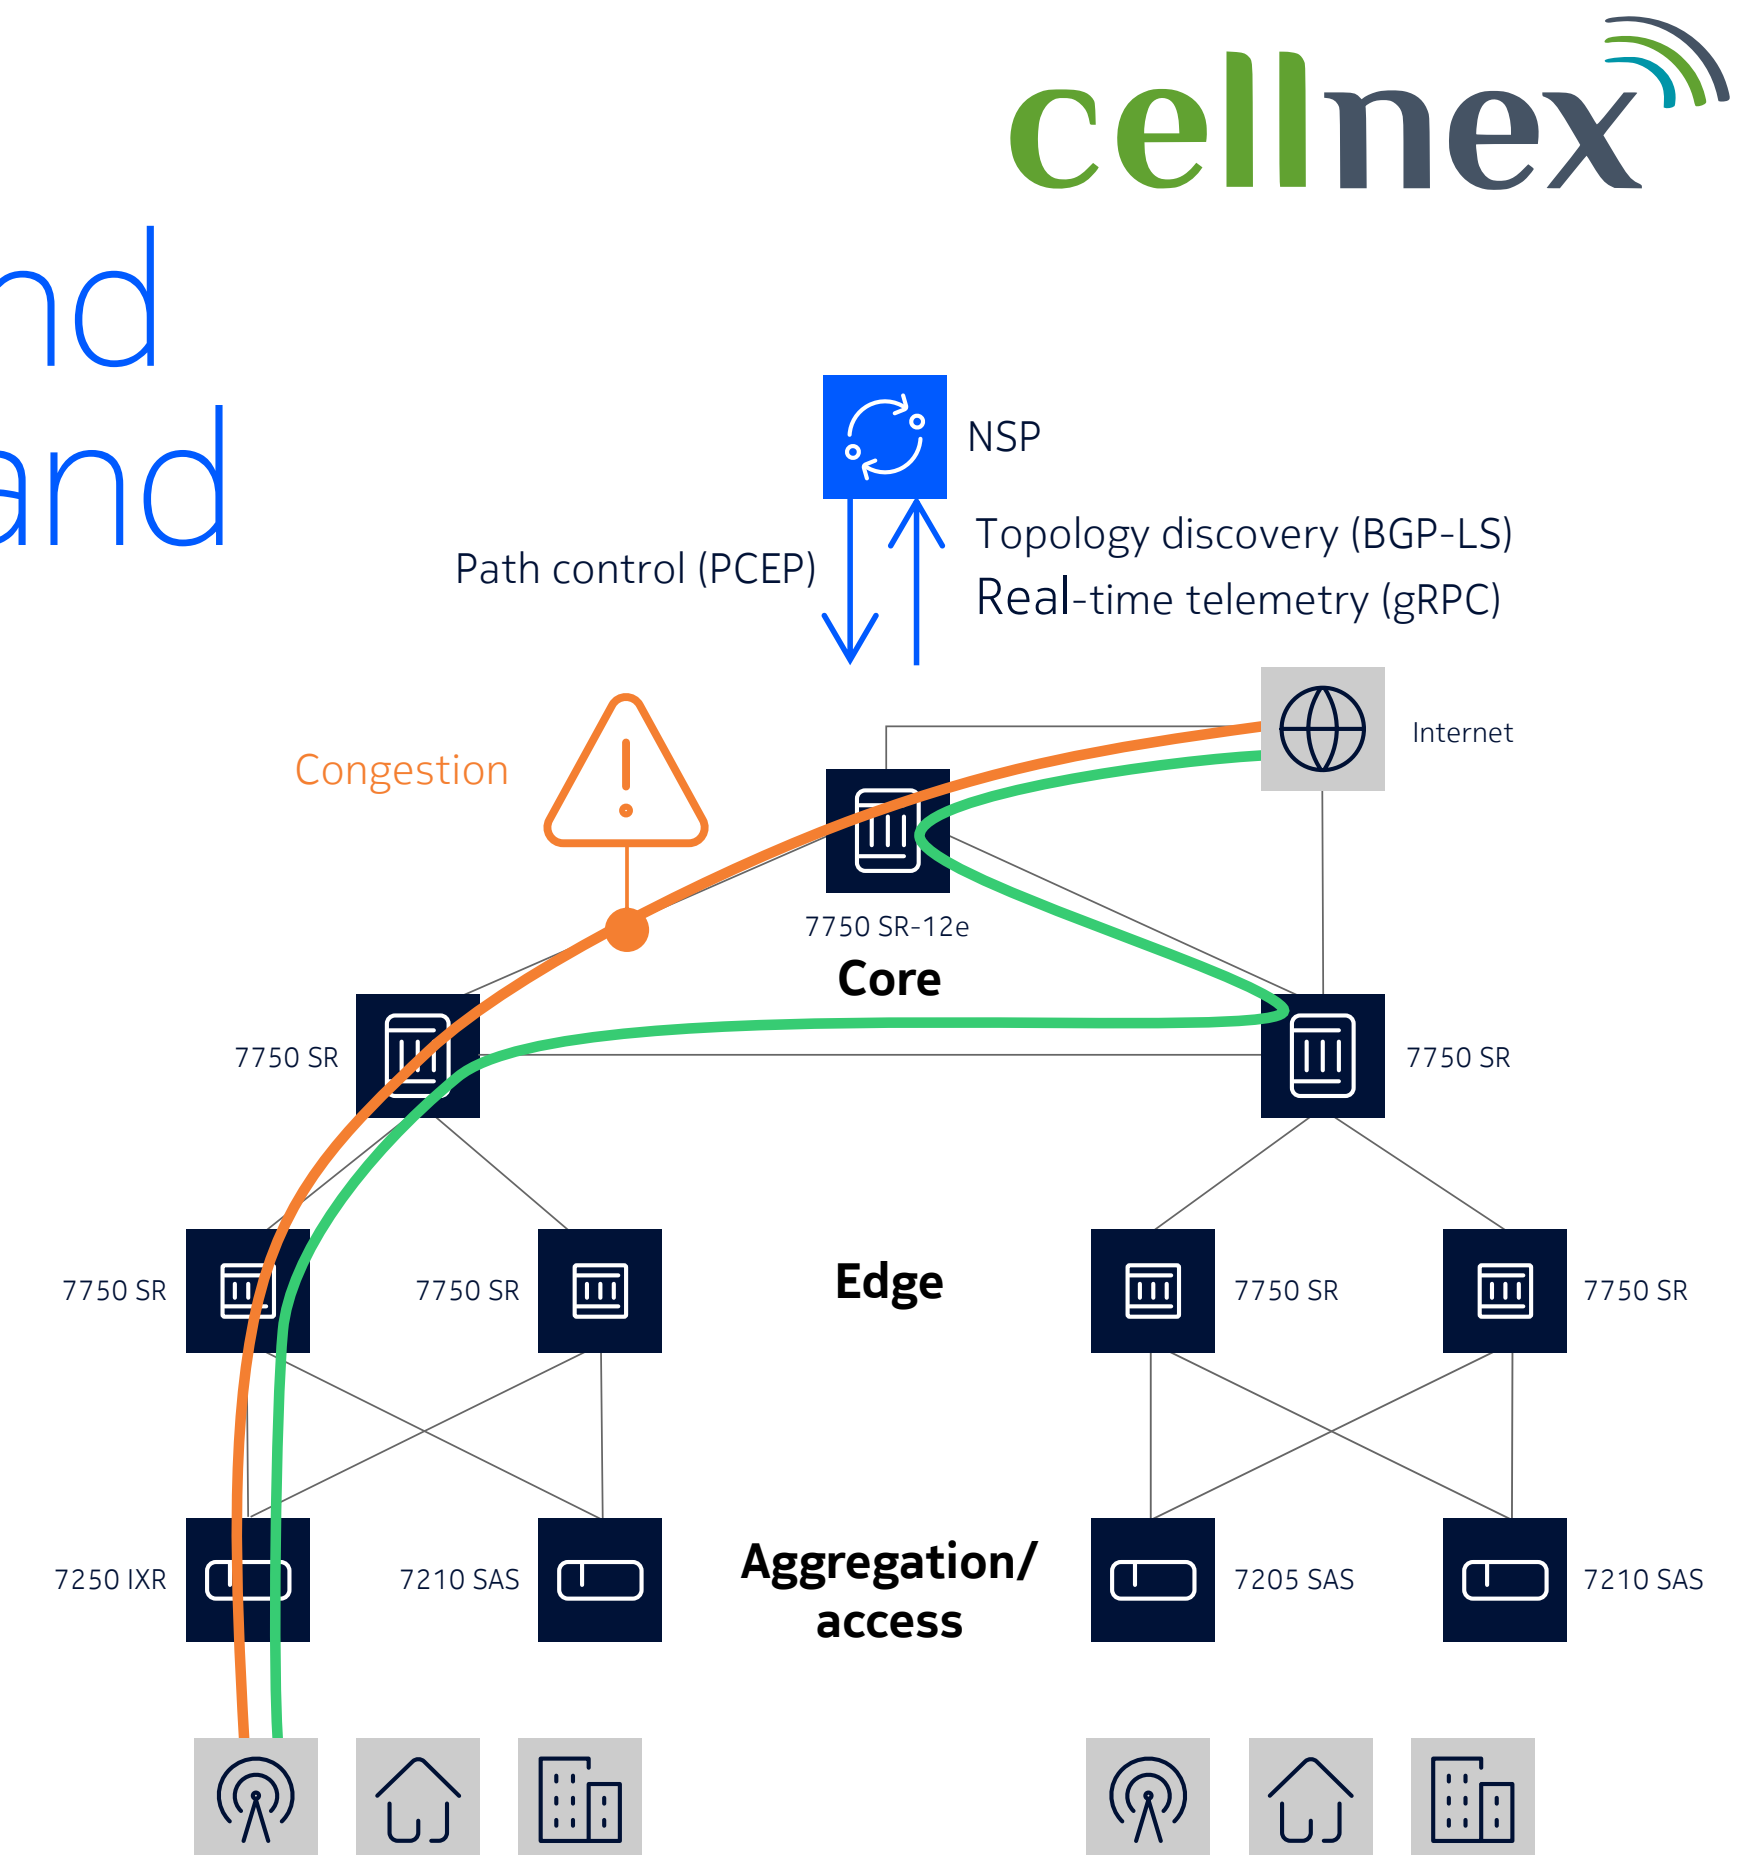 cellnex
nd
and
NSP
Topology discovery (BGP-LS)
Path control (PCEP)
Real-time telemetry (gRPC)
Internet
Congestion
7750 SR-12e
Core
7750 SR
7750 SR
7750 SR
7750 SR
Edge
7750 SR
7750 SR
7250 IXR
7210 SAS
Aggregation/
access
7205 SAS
7210 SAS